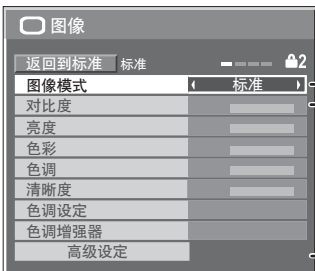 图像
返回到标准 标准 2
图像模式 标准
对比度
亮度
色彩
色调
清晰度
色调设定
色调增强器
高级设定